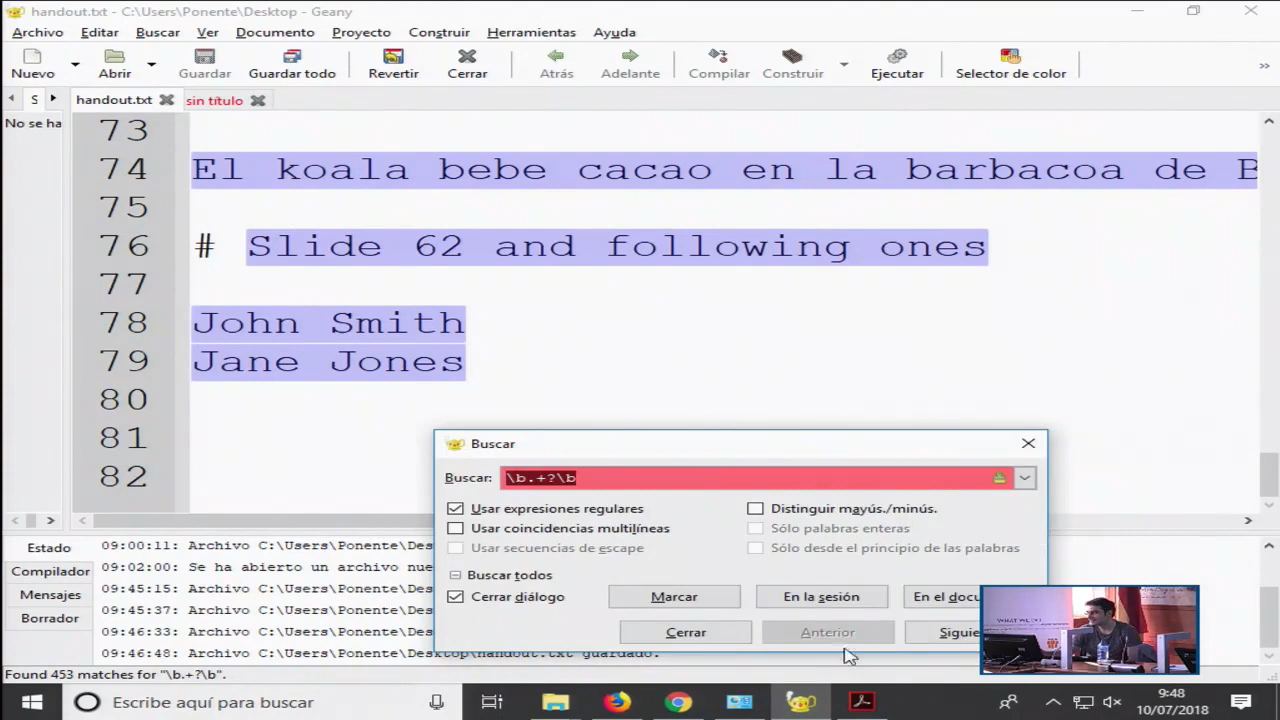 handout.txt - C:\Users\Ponente\Desktop - Geany
Archivo Editar Buscar Ver Documento Proyecto Construir Herramientas Ayuda
Nuevo Abrir Guardar Guardar todo Revertir Cerrar Atrás Adelante Compilar Construir Ejecutar Selector de color
S handout.txt sin título
No se ha
73
74 El koala bebe cacao en la barbacoa de B
75
76 # Slide 62 and following ones
77
78 John Smith
79 Jane Jones
80
81
82
Buscar
Buscar: \b.+?\b
Usar expresiones regulares Distinguir mayús./minús.
Usar coincidencias multilíneas Sólo palabras enteras
Usar secuencias de escape Sólo desde el principio de las palabras
Buscar todos
Cerrar diálogo Marcar En la sesión En el docu
Cerrar Anterior Siguie
Estado
Compilador
Mensajes
Borrador
09:00:11: Archivo C:\Users\Ponente\Des
09:02:00: Se ha abierto un archivo nue
09:45:15: Archivo C:\Users\Ponente\Des
09:45:37: Archivo C:\Users\Ponente\Des
09:46:33: Archivo C:\Users\Ponente\Des
09:46:48: Archivo C:\Users\Ponente\Desktop\handout.txt guardado.
Found 453 matches for "\b.+?\b".
Escribe aquí para buscar
9:48
10/07/2018